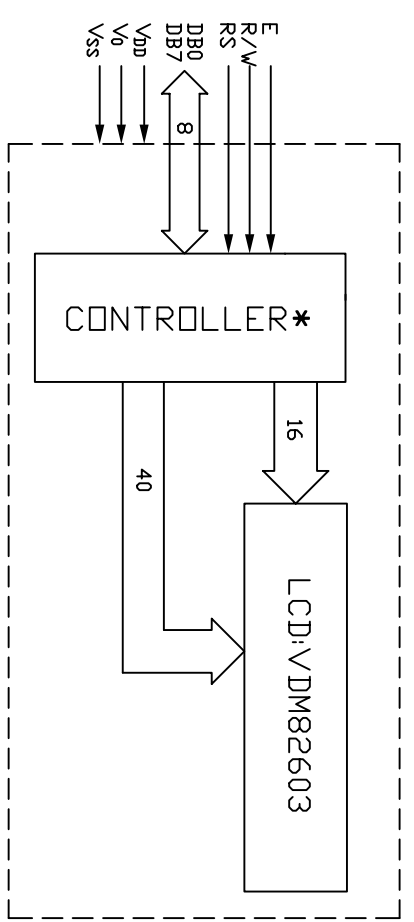 E
R/W
RS
DB0
DB7
8
VDD
V0
VSS
CONTROLLER*
16
40
LCD:VDM82603